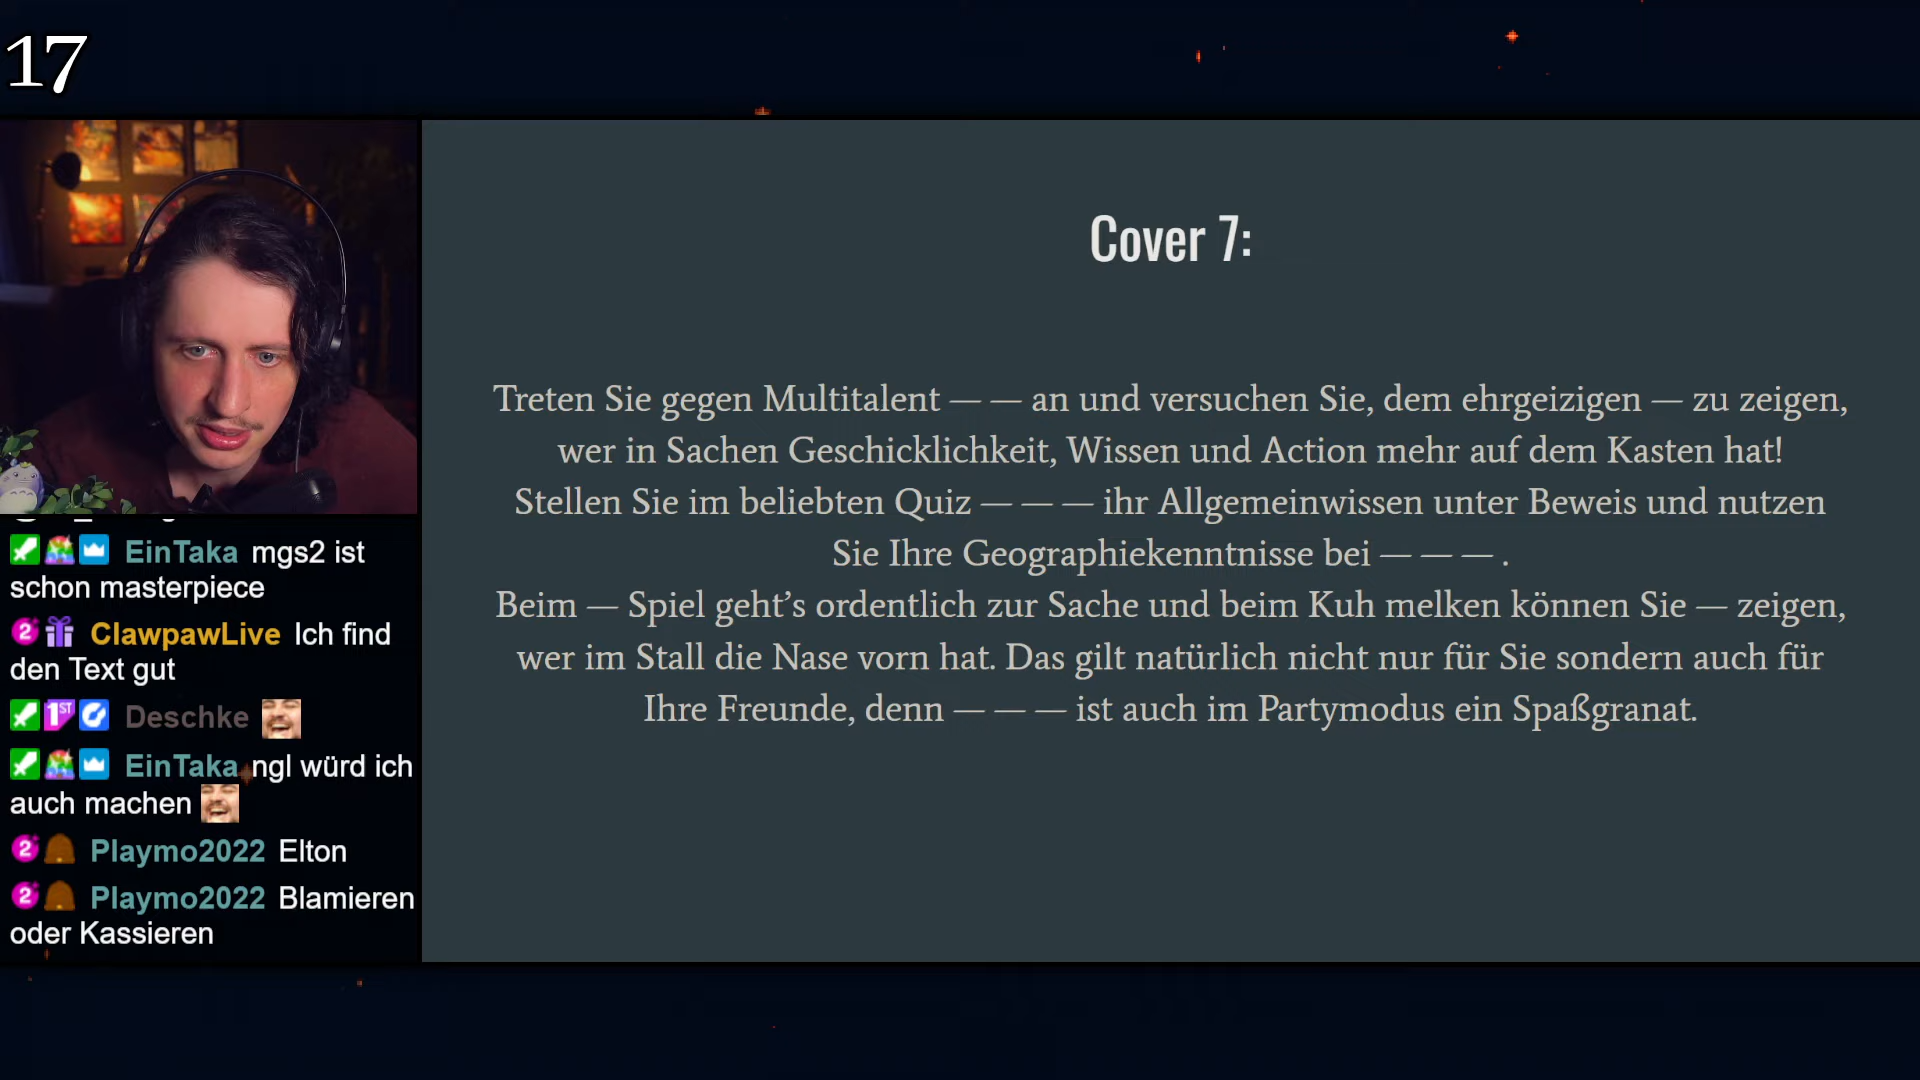 17
Cover 7:
Treten Sie gegen Multitalent — — an und versuchen Sie, dem ehrgeizigen — zu zeigen,
wer in Sachen Geschicklichkeit, Wissen und Action mehr auf dem Kasten hat!
Stellen Sie im beliebten Quiz — — — ihr Allgemeinwissen unter Beweis und nutzen
Sie Ihre Geographiekenntnisse bei — — — .
Beim — Spiel geht’s ordentlich zur Sache und beim Kuh melken können Sie — zeigen,
wer im Stall die Nase vorn hat. Das gilt natürlich nicht nur für Sie sondern auch für
Ihre Freunde, denn — — — ist auch im Partymodus ein Spaßgranat.
EinTaka mgs2 ist
schon masterpiece
2 ClawpawLive Ich find
den Text gut
1ST Deschke
EinTaka ngl würd ich
auch machen
2 Playmo2022 Elton
2 Playmo2022 Blamieren
oder Kassieren